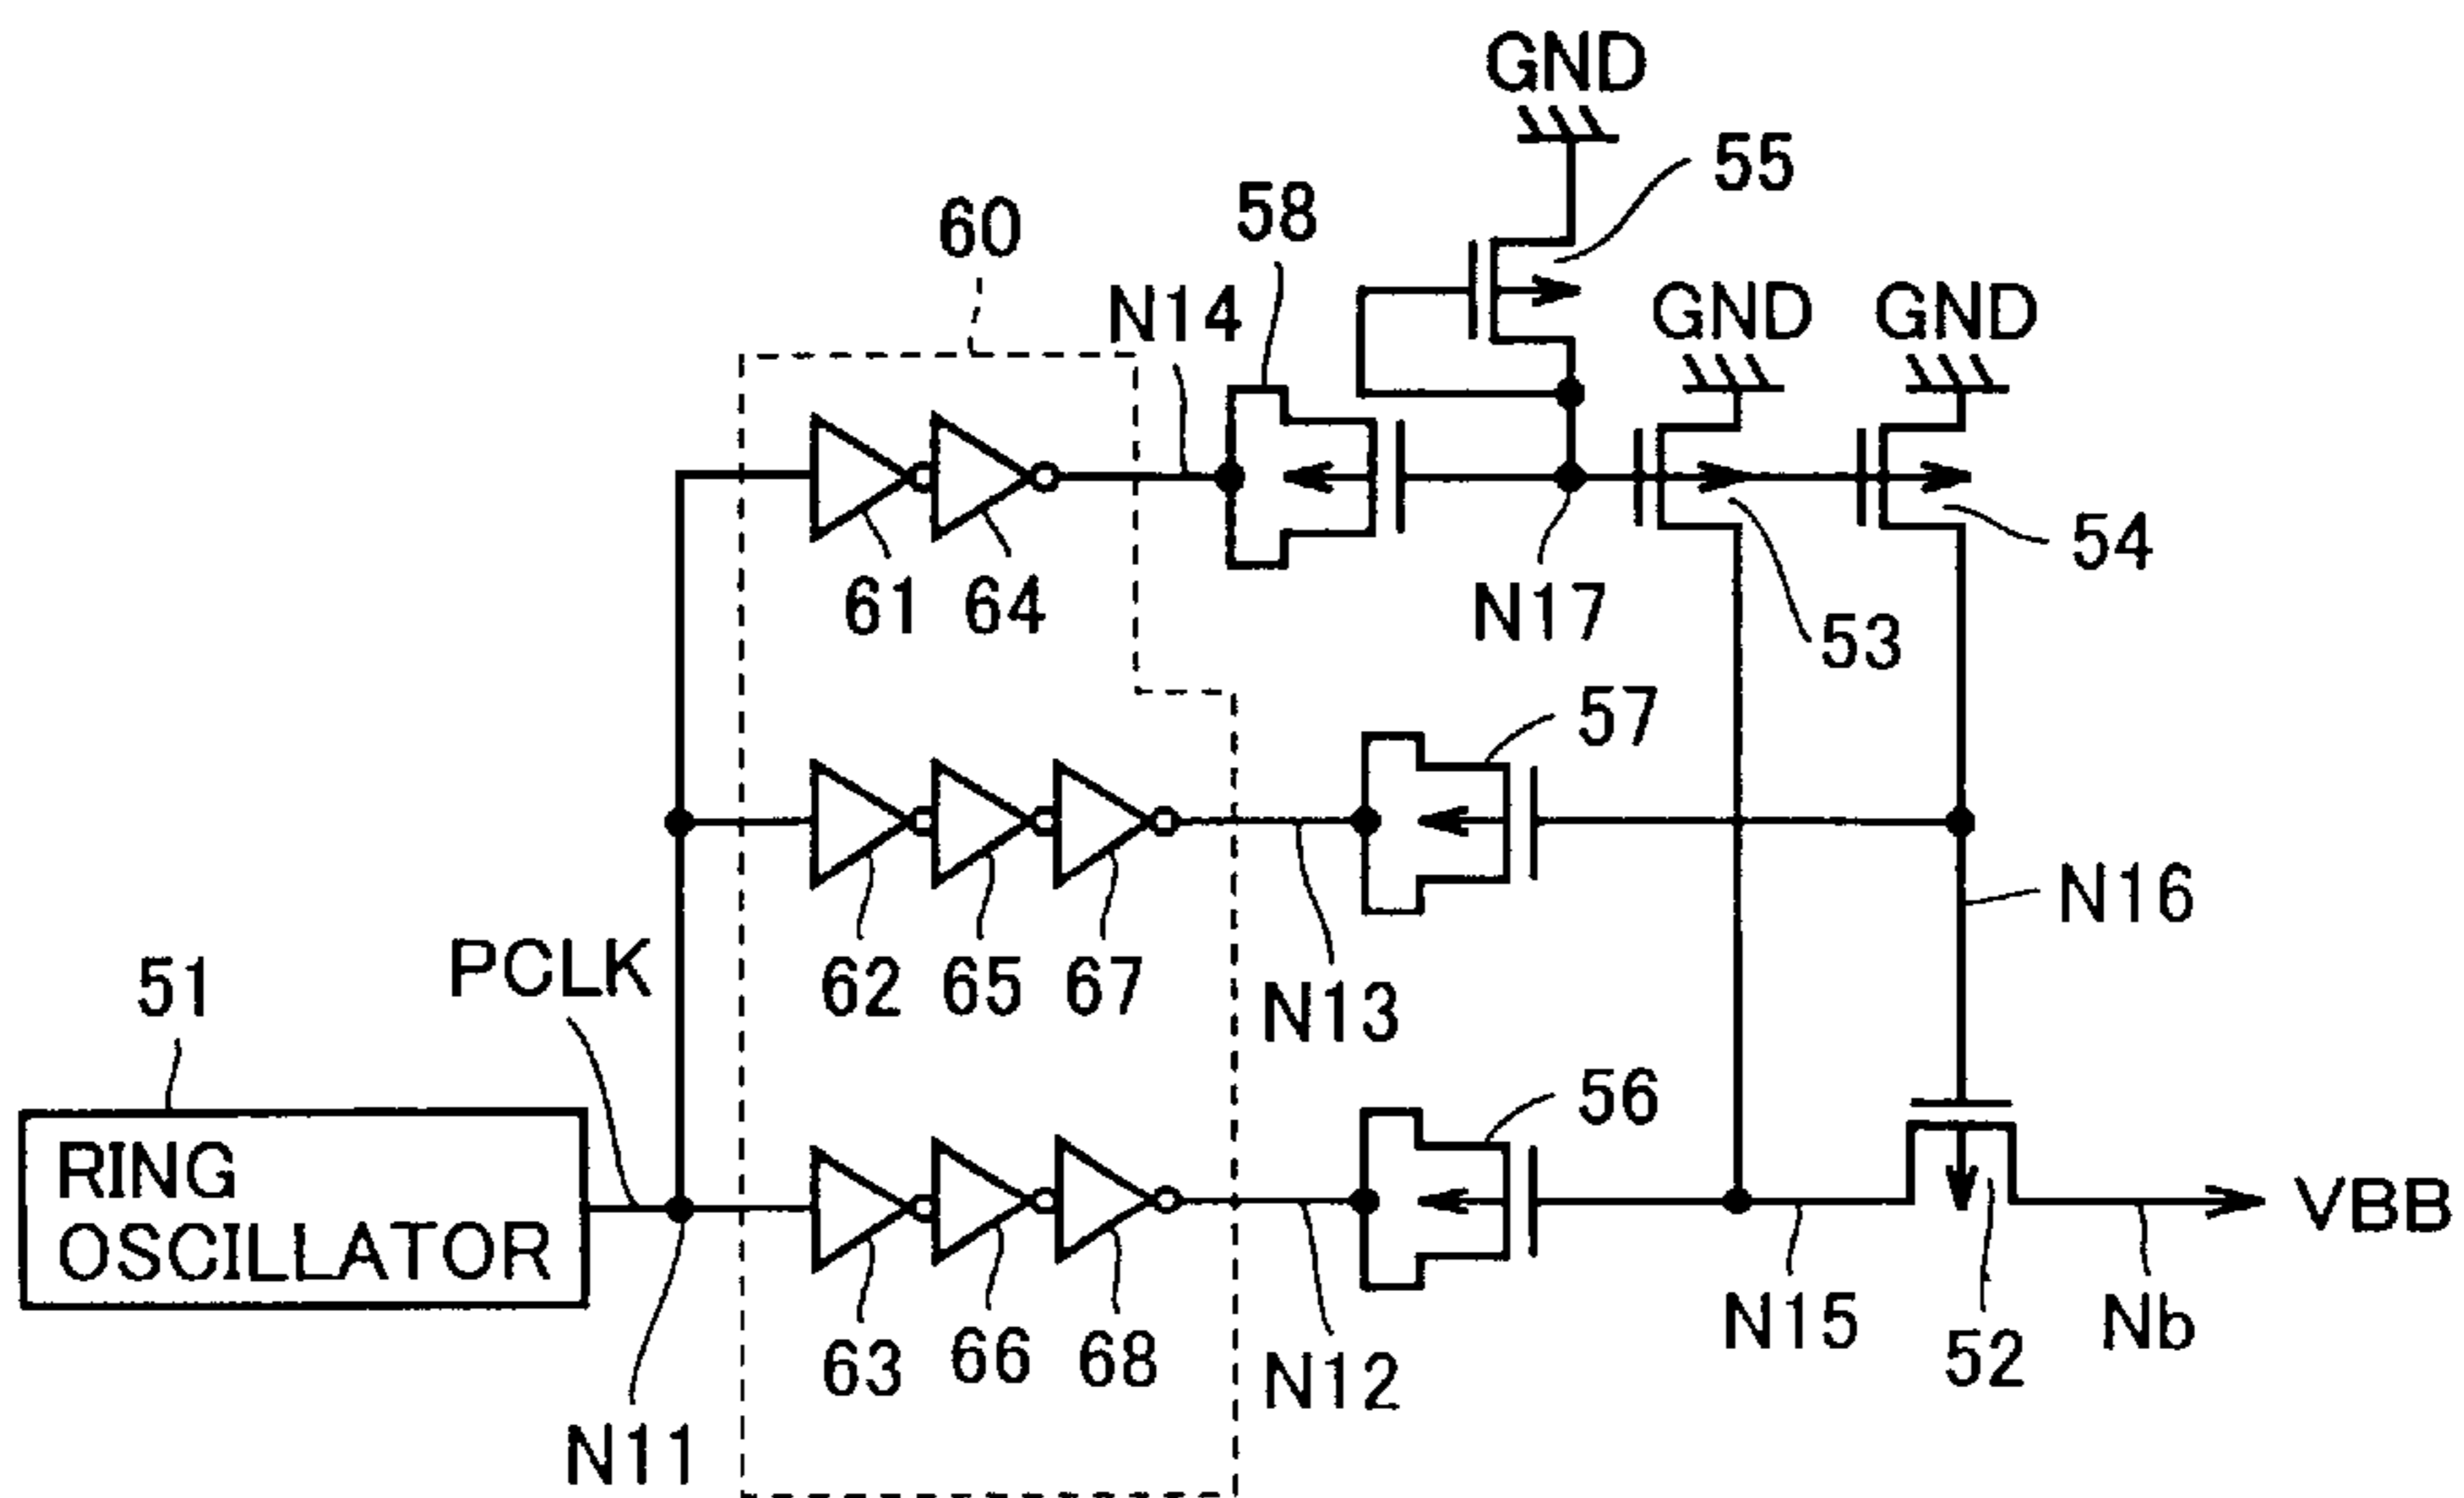 GND
55
58
60
N14
GND
GND
61
64
N17
54
53
57
N16
62
65
67
N13
PCLK
51
RING
OSCILLATOR
56
VBB
63
66
68
N12
N15
52
Nb
N11